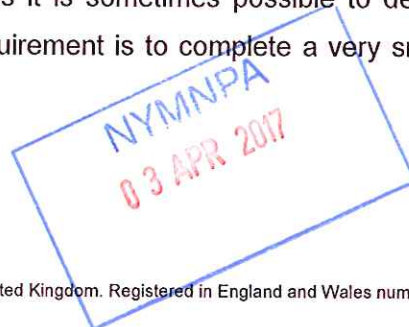 s it is sometimes possible to de
uirement is to complete a very sm
NYMNPA
03 APR 2017
ted Kingdom. Registered in England and Wales num